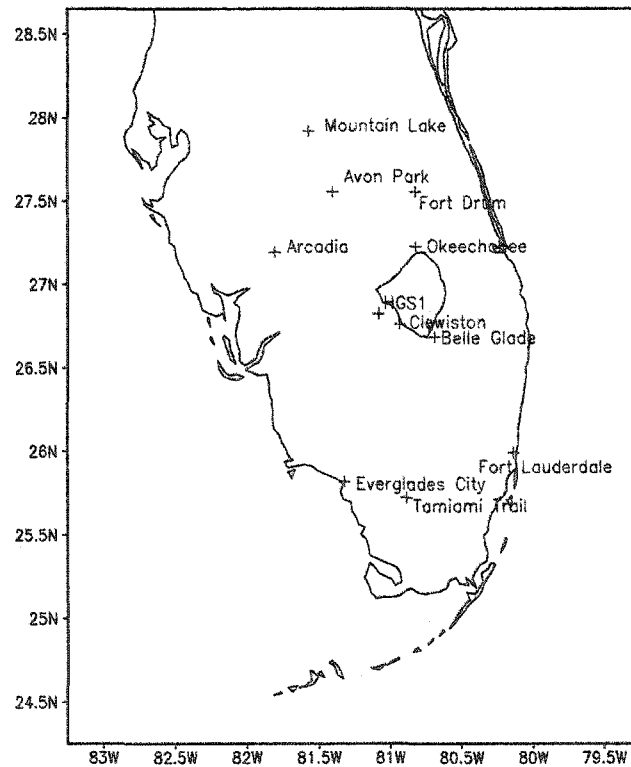 28.5N
28N
Mountain Lake
Avon Park
27.5N
Fort Drum
Arcadia
Okeechobee
27N
HGS1
Clewiston
Belle Glade
26.5N
26N
Fort Lauderdale
Everglades City
Tamiami Trail
25.5N
25N
24.5N
83W 82.5W 82W 81.5W 81W 80.5W 80W 79.5W